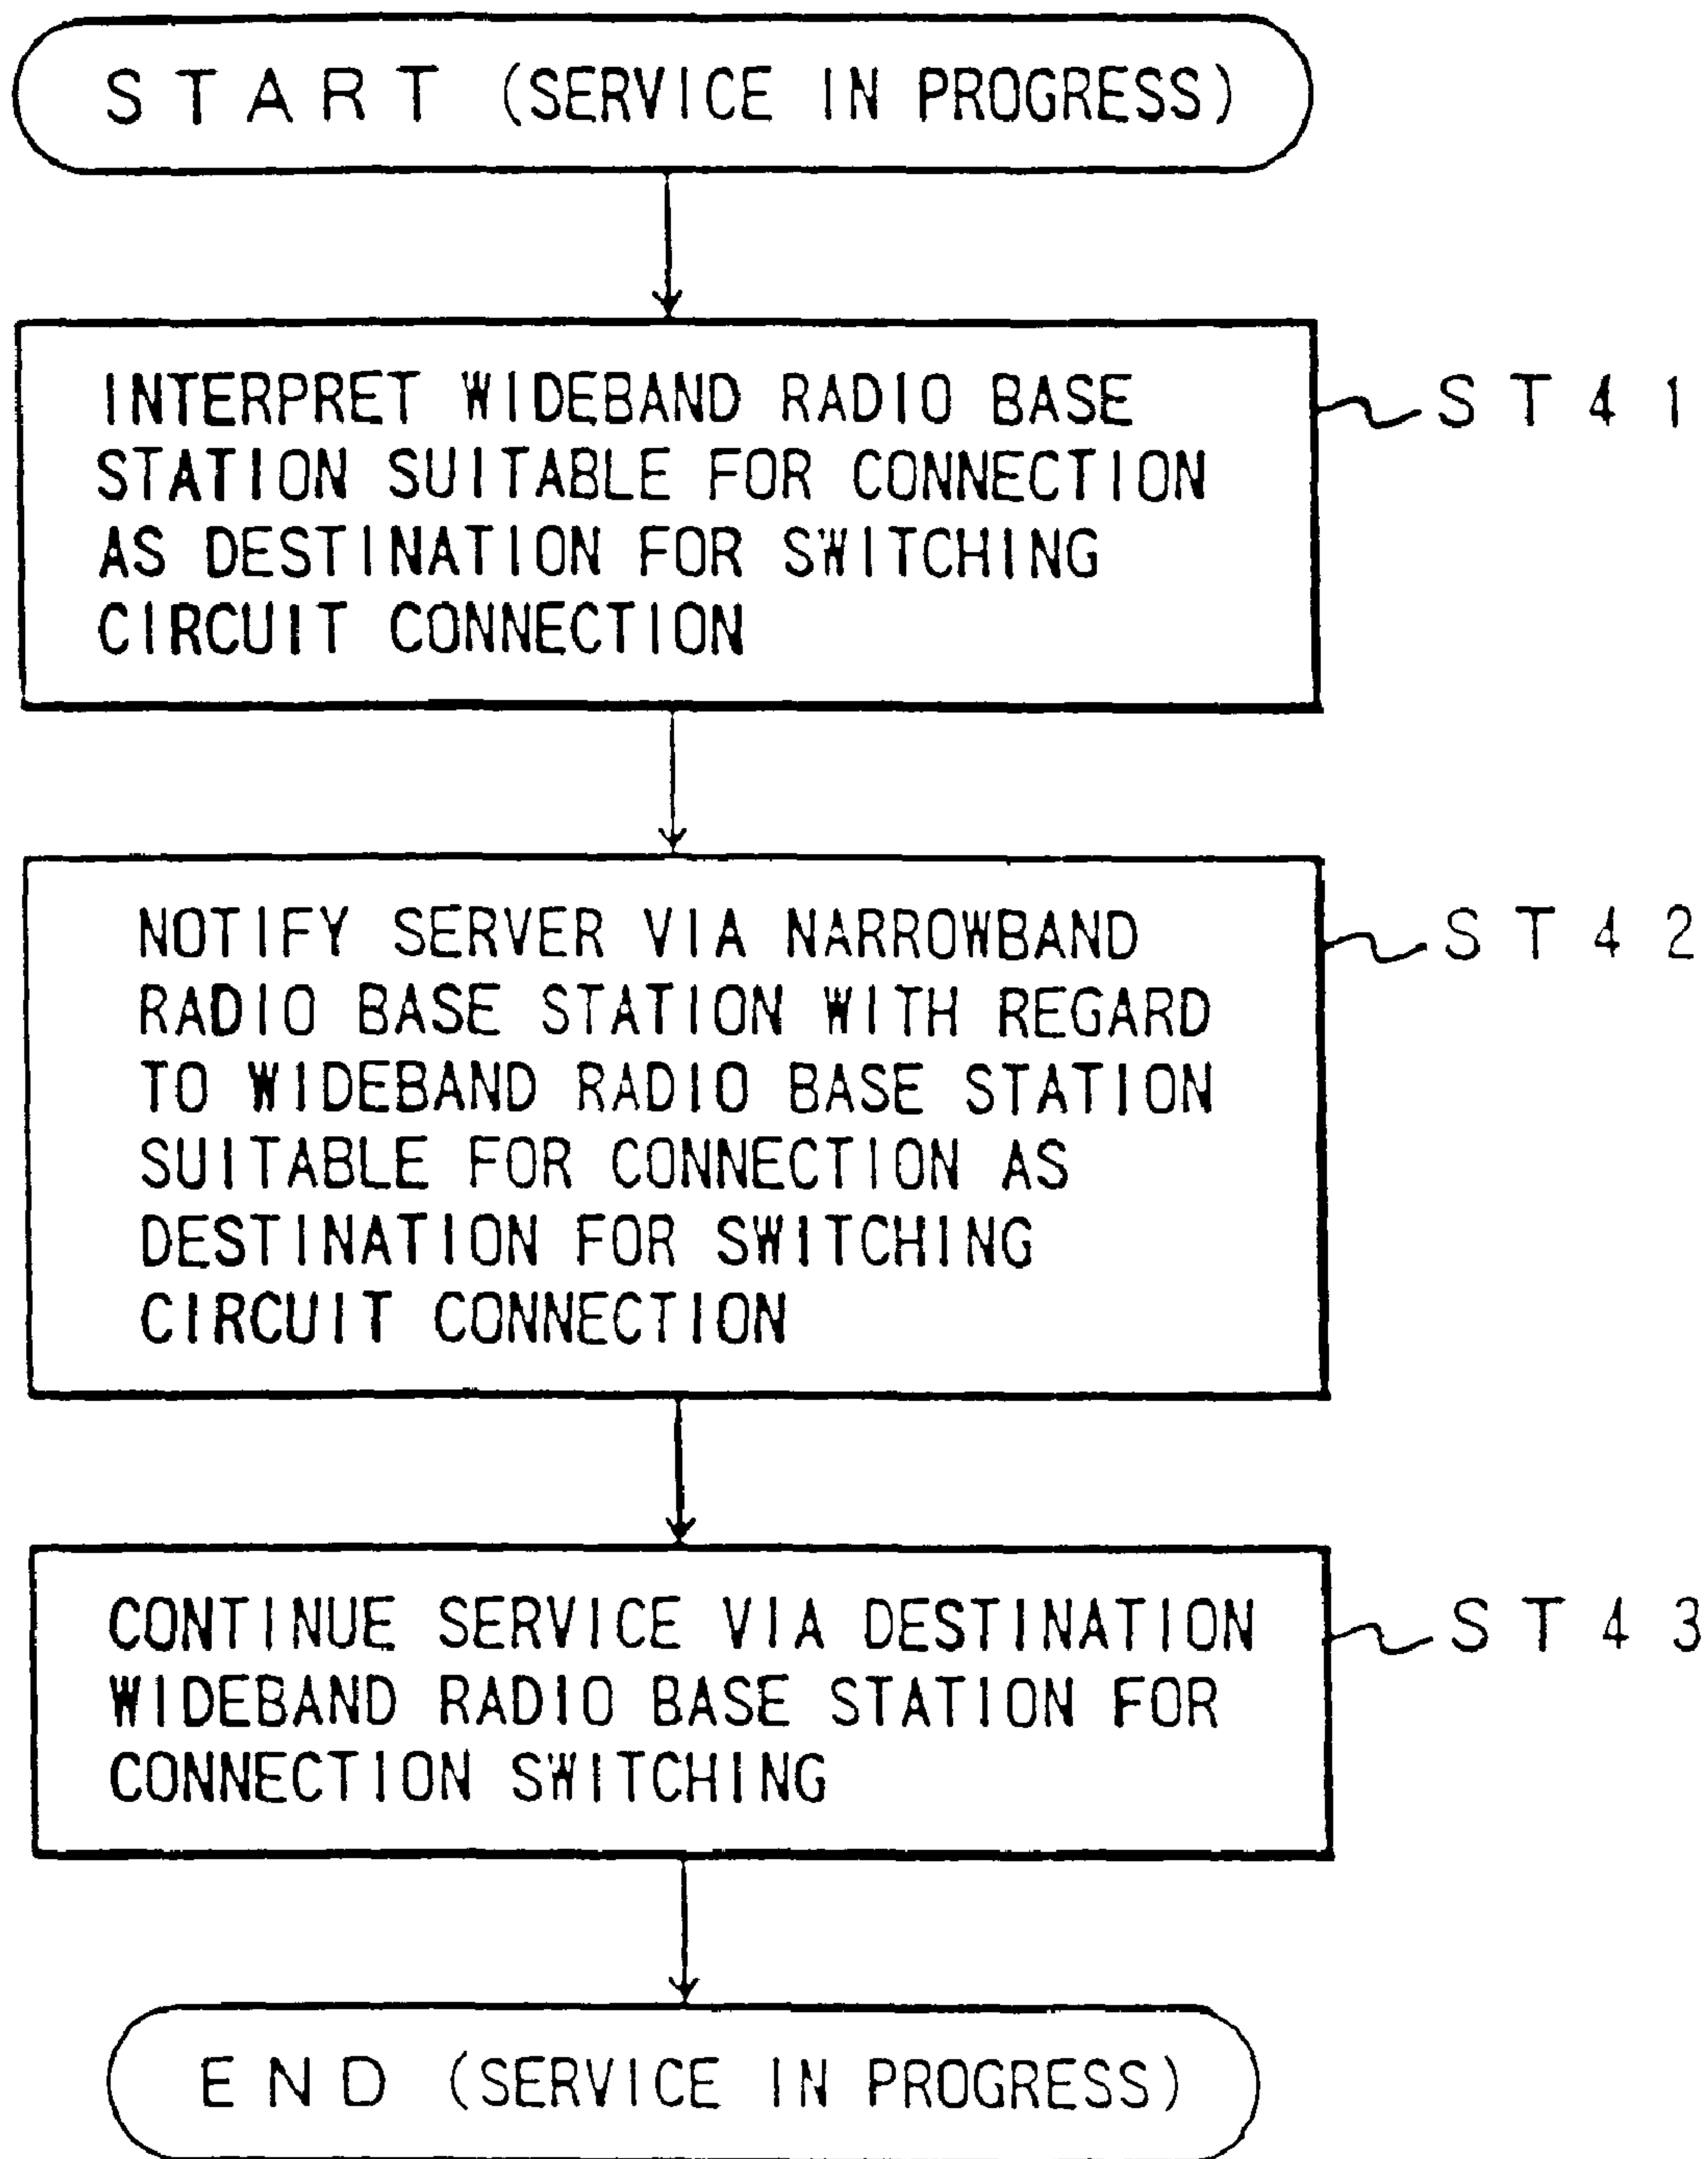 START (SERVICE IN PROGRESS)
INTERPRET WIDEBAND RADIO BASE
STATION SUITABLE FOR CONNECTION
AS DESTINATION FOR SWITCHING
CIRCUIT CONNECTION
ST41
NOTIFY SERVER VIA NARROWBAND
RADIO BASE STATION WITH REGARD
TO WIDEBAND RADIO BASE STATION
SUITABLE FOR CONNECTION AS
DESTINATION FOR SWITCHING
CIRCUIT CONNECTION
ST42
CONTINUE SERVICE VIA DESTINATION
WIDEBAND RADIO BASE STATION FOR
CONNECTION SWITCHING
ST43
END (SERVICE IN PROGRESS)